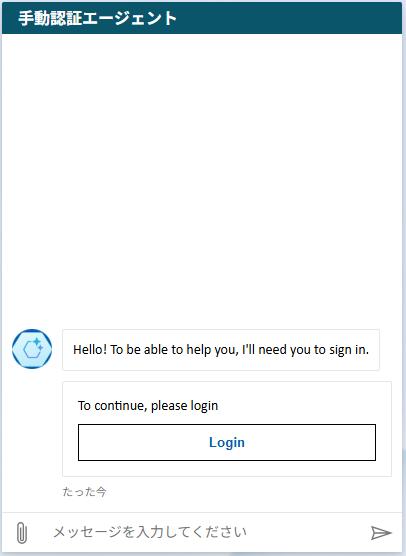 手動認証エージェント
Hello! To be able to help you, I'll need you to sign in.
To continue, please login
Login
たった今
メッセージを入力してください